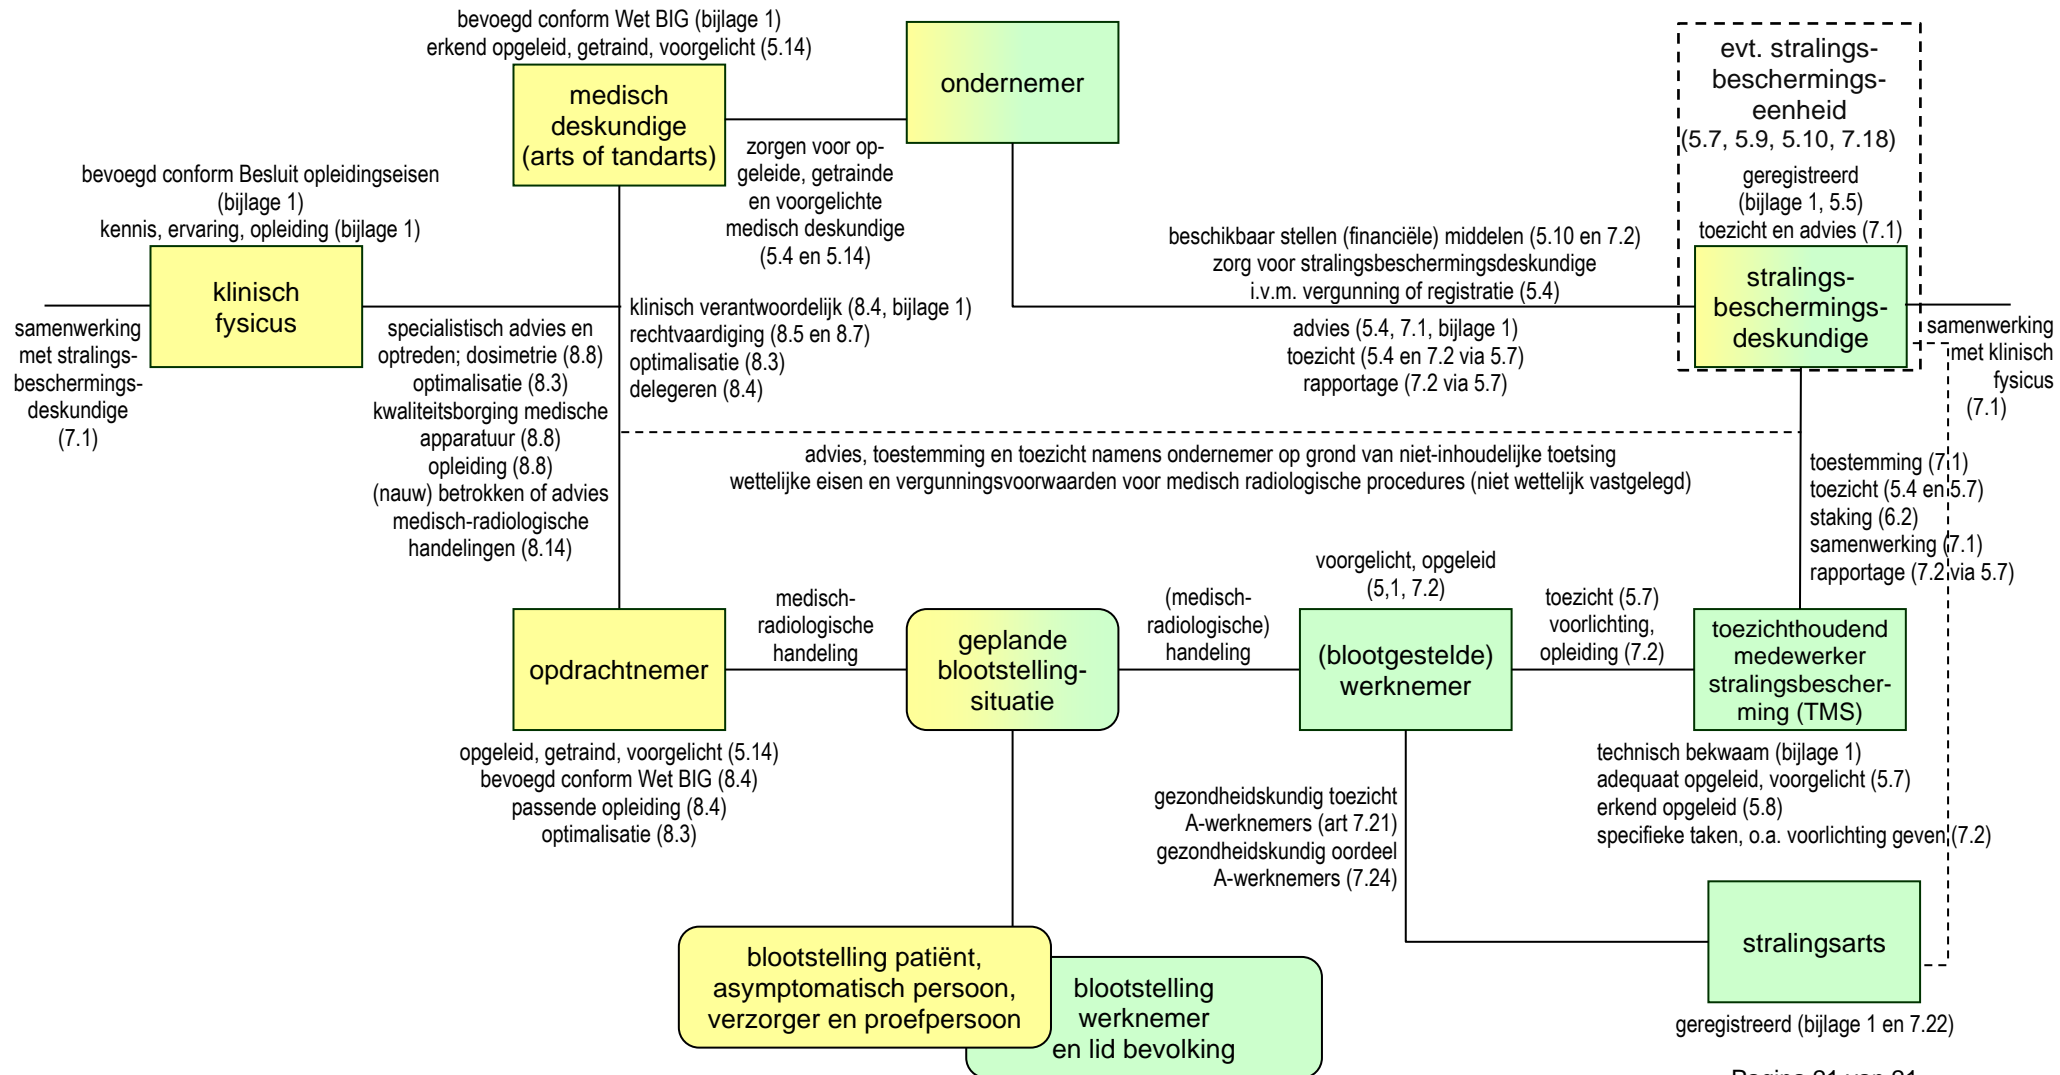 bevoegd conform Wet BIG (bijlage 1)
erkend opgeleid, getraind, voorgelicht (5.14)
medisch
deskundige
(arts of tandarts)
ondernemer
evt. stralings-
beschermings-
eenheid
(5.7, 5.9, 5.10, 7.18)
geregistreerd
(bijlage 1, 5.5)
toezicht en advies (7.1)
stralings-
beschermings-
deskundige
zorgen voor op-
geleide, getrainde
en voorgelichte
medisch deskundige
(5.4 en 5.14)
bevoegd conform Besluit opleidingseisen
(bijlage 1)
kennis, ervaring, opleiding (bijlage 1)
klinisch
fysicus
samenwerking
met stralings-
beschermings-
deskundige
(7.1)
specialistisch advies en
optreden; dosimetrie (8.8)
optimalisatie (8.3)
kwaliteitsborging medische
apparatuur (8.8)
opleiding (8.8)
(nauw) betrokken of advies
medisch-radiologische
handelingen (8.14)
klinisch verantwoordelijk (8.4, bijlage 1)
rechtvaardiging (8.5 en 8.7)
optimalisatie (8.3)
delegeren (8.4)
beschikbaar stellen (financiële) middelen (5.10 en 7.2)
zorg voor stralingsbeschermingsdeskundige
i.v.m. vergunning of registratie (5.4)
advies (5.4, 7.1, bijlage 1)
toezicht (5.4 en 7.2 via 5.7)
rapportage (7.2 via 5.7)
samenwerking
met klinisch
fysicus
(7.1)
advies, toestemming en toezicht namens ondernemer op grond van niet-inhoudelijke toetsing
wettelijke eisen en vergunningsvoorwaarden voor medisch radiologische procedures (niet wettelijk vastgelegd)
toestemming (7.1)
toezicht (5.4 en 5.7)
staking (6.2)
samenwerking (7.1)
rapportage (7.2 via 5.7)
opdrachtnemer
medisch-
radiologische
handeling
geplande
blootstelling-
situatie
(medisch-
radiologische)
handeling
voorgelicht, opgeleid
(5,1, 7.2)
(blootgestelde)
werknemer
toezicht (5.7)
voorlichting,
opleiding (7.2)
toezichthoudend
medewerker
stralingsbescher-
ming (TMS)
opgeleid, getraind, voorgelicht (5.14)
bevoegd conform Wet BIG (8.4)
passende opleiding (8.4)
optimalisatie (8.3)
technisch bekwaam (bijlage 1)
adequaat opgeleid, voorgelicht (5.7)
erkend opgeleid (5.8)
specifieke taken, o.a. voorlichting geven (7.2)
gezondheidskundig toezicht
A-werknemers (art 7.21)
gezondheidskundig oordeel
A-werknemers (7.24)
stralingsarts
geregistreerd (bijlage 1 en 7.22)
blootstelling patiënt,
asymptomatisch persoon,
verzorger en proefpersoon
blootstelling
werknemer
en lid bevolking
Pagina 21 van 21